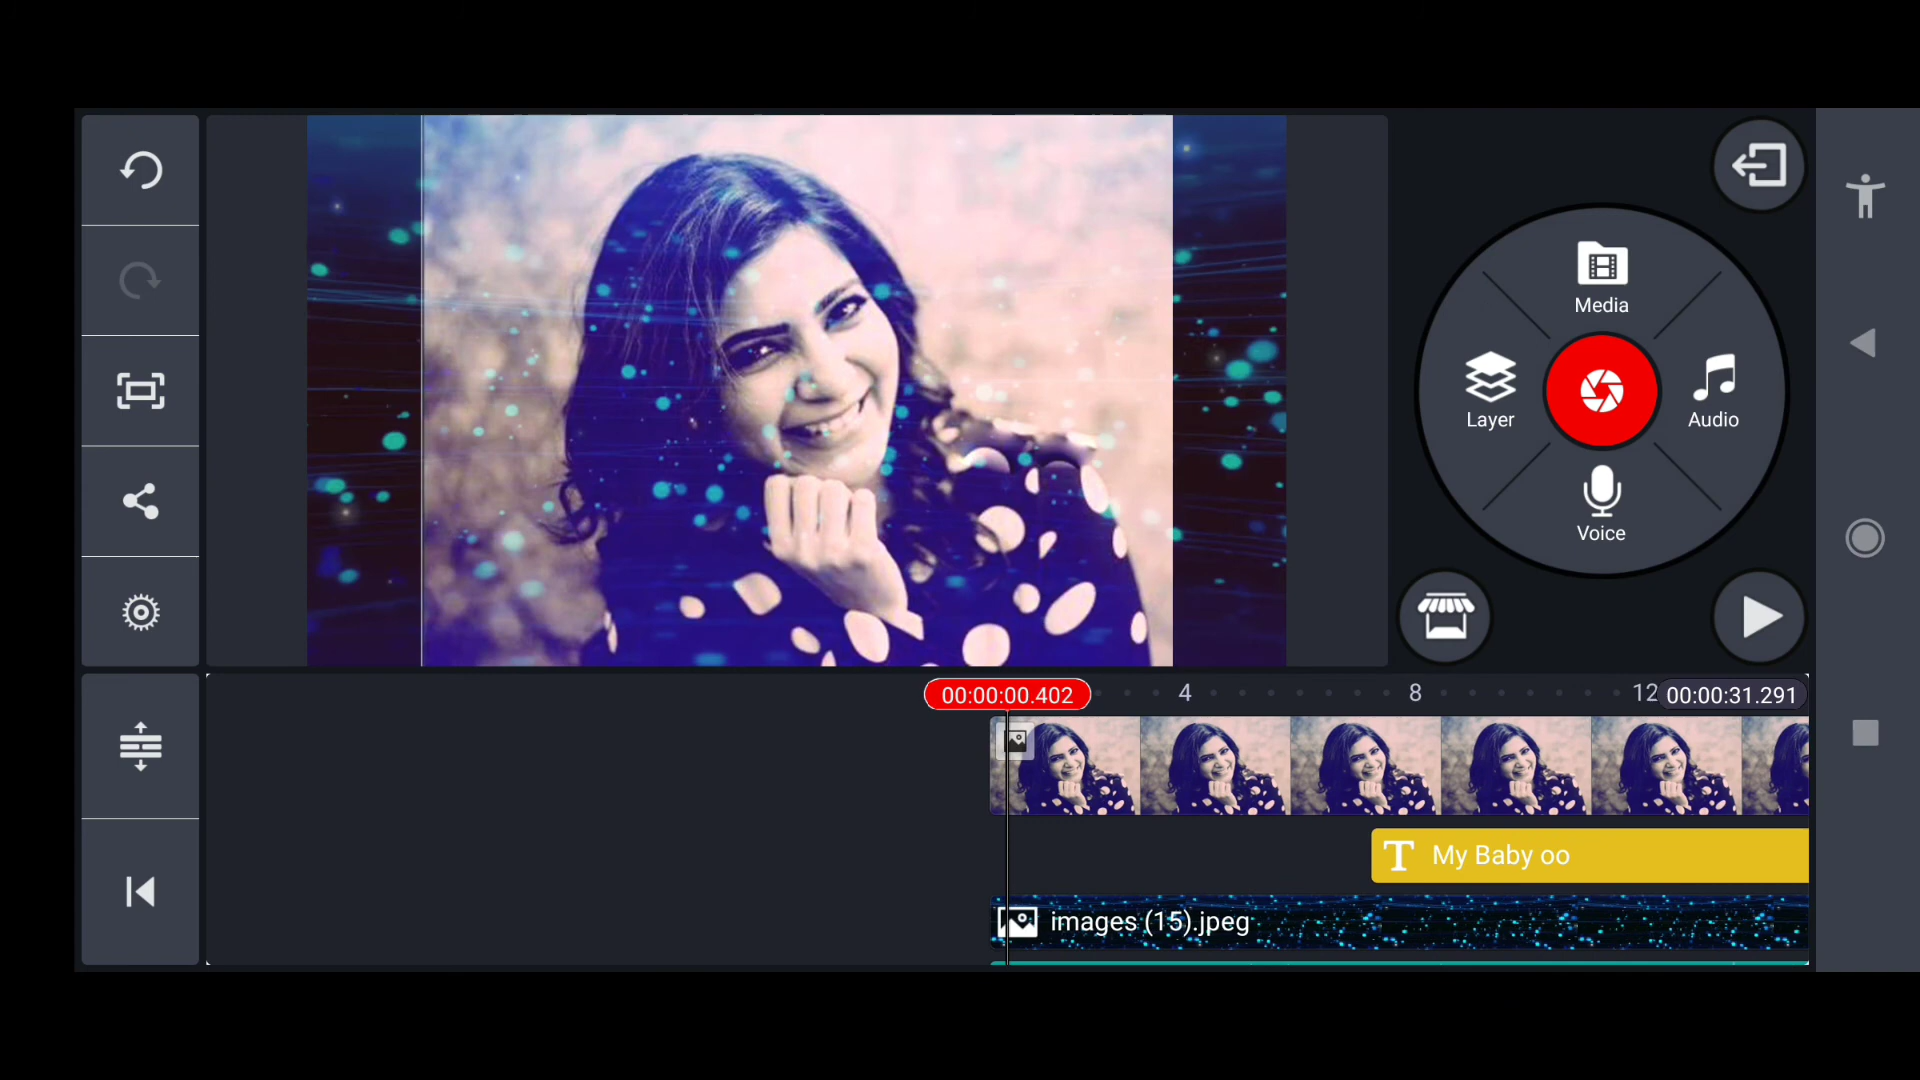 Media
Layer
Audio
Voice
00:00:00.402
4
8
12
00:00:31.291
My Baby oo
images (15).jpeg